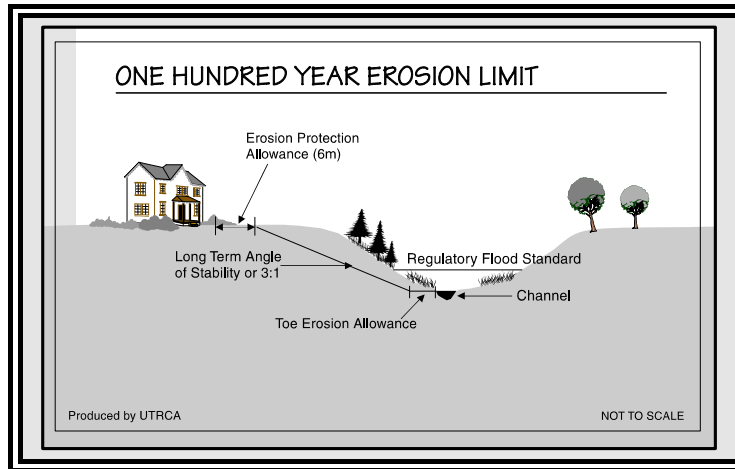 ONE HUNDRED YEAR EROSION LIMIT
Erosion Protection
Allowance (6m)
Long Term Angle
of Stability or 3:1
Regulatory Flood Standard
Channel
Toe Erosion Allowance
Produced by UTRCA
NOT TO SCALE